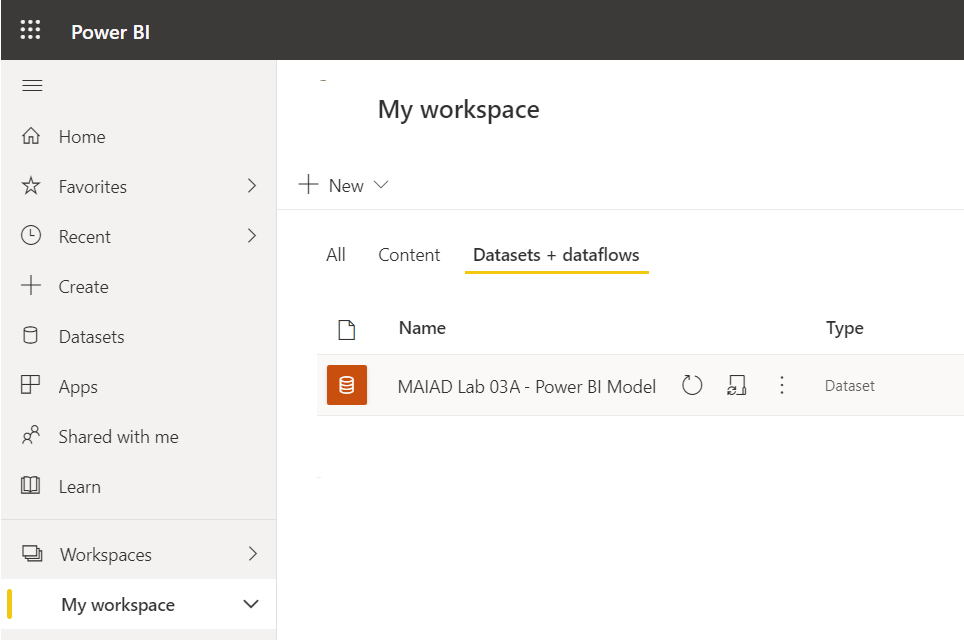 Power BI
Home
Favorites
Recent
Create
Datasets
Apps
Shared with me
Learn
Workspaces
My workspace
My workspace
New
All Content Datasets + dataflows
Name Type
MAIAD Lab 03A - Power BI Model Dataset